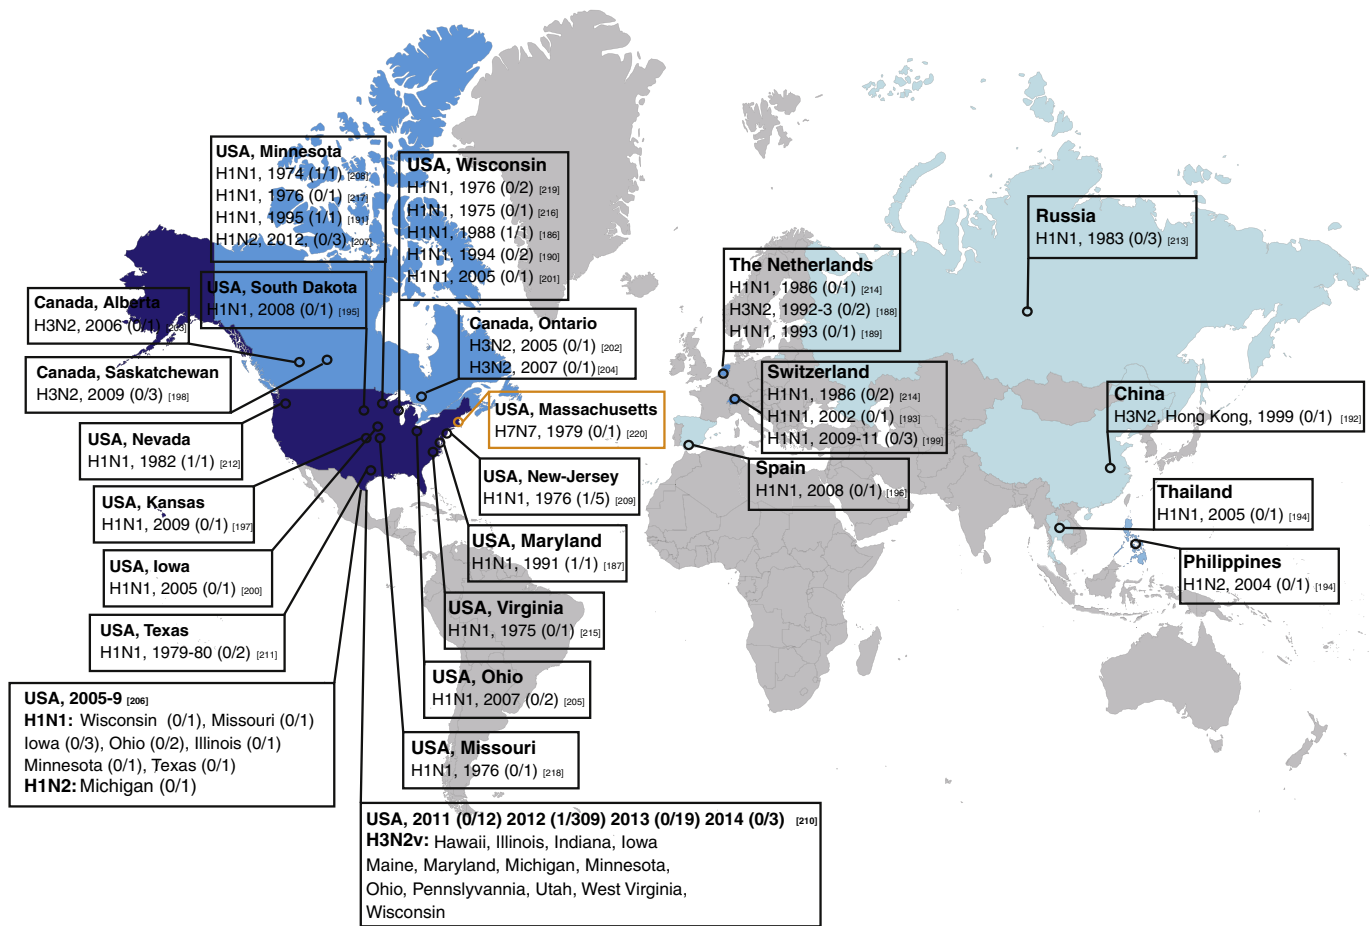 USA, Minnesota
H1N1, 1974 (1/1) [208]
H1N1, 1976 (0/1) [217]
H1N1, 1995 (1/1) [191]
H1N2, 2012, (0/3) [207]
USA, Wisconsin
H1N1, 1976 (0/2) [219]
H1N1, 1975 (0/1) [216]
H1N1, 1988 (1/1) [186]
H1N1, 1994 (0/2) [190]
H1N1, 2005 (0/1) [201]
Russia
H1N1, 1983 (0/3) [213]
The Netherlands
H1N1, 1986 (0/1) [214]
H3N2, 1992-3 (0/2) [188]
H1N1, 1993 (0/1) [189]
Canada, Alberta
H3N2, 2006 (0/1) [203]
USA, South Dakota
H1N1, 2008 (0/1) [195]
Canada, Ontario
H3N2, 2005 (0/1) [202]
H3N2, 2007 (0/1) [204]
Canada, Saskatchewan
H3N2, 2009 (0/3) [198]
Switzerland
H1N1, 1986 (0/2) [214]
H1N1, 2002 (0/1) [193]
H1N1, 2009-11 (0/3) [199]
China
H3N2, Hong Kong, 1999 (0/1) [192]
USA, Massachusetts
H7N7, 1979 (0/1) [220]
USA, Nevada
H1N1, 1982 (1/1) [212]
USA, New-Jersey
H1N1, 1976 (1/5) [209]
Spain
H1N1, 2008 (0/1) [196]
Thailand
H1N1, 2005 (0/1) [194]
USA, Kansas
H1N1, 2009 (0/1) [197]
USA, Maryland
H1N1, 1991 (1/1) [187]
Philippines
H1N2, 2004 (0/1) [194]
USA, Iowa
H1N1, 2005 (0/1) [200]
USA, Virginia
H1N1, 1975 (0/1) [215]
USA, Texas
H1N1, 1979-80 (0/2) [211]
USA, Ohio
H1N1, 2007 (0/2) [205]
USA, 2005-9 [206]
H1N1: Wisconsin (0/1), Missouri (0/1)
Iowa (0/3), Ohio (0/2), Illinois (0/1)
Minnesota (0/1), Texas (0/1)
H1N2: Michigan (0/1)
USA, Missouri
H1N1, 1976 (0/1) [218]
USA, 2011 (0/12) 2012 (1/309) 2013 (0/19) 2014 (0/3) [210]
H3N2v: Hawaii, Illinois, Indiana, Iowa
Maine, Maryland, Michigan, Minnesota,
Ohio, Pennslyvannia, Utah, West Virginia,
Wisconsin